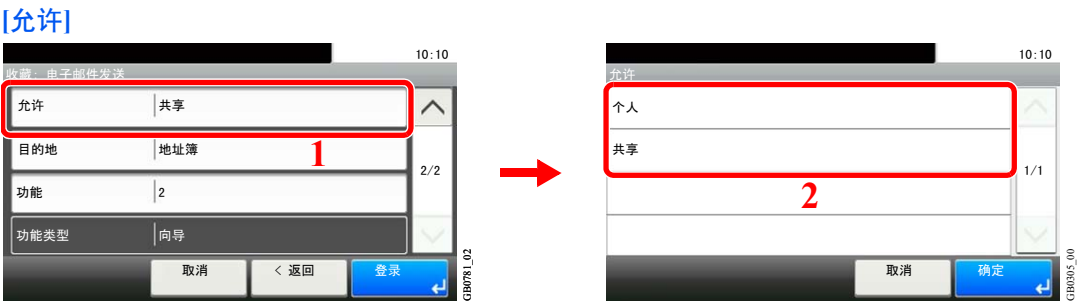 [允许]
10:10
收藏: 电子邮件发送
允许 共享
目的地 地址簿
1
2/2
功能 2
功能类型 向导
取消 < 返回 登录
GB0781_02
10:10
允许
个人
共享
1/1
2
取消 确定
GB0305_00